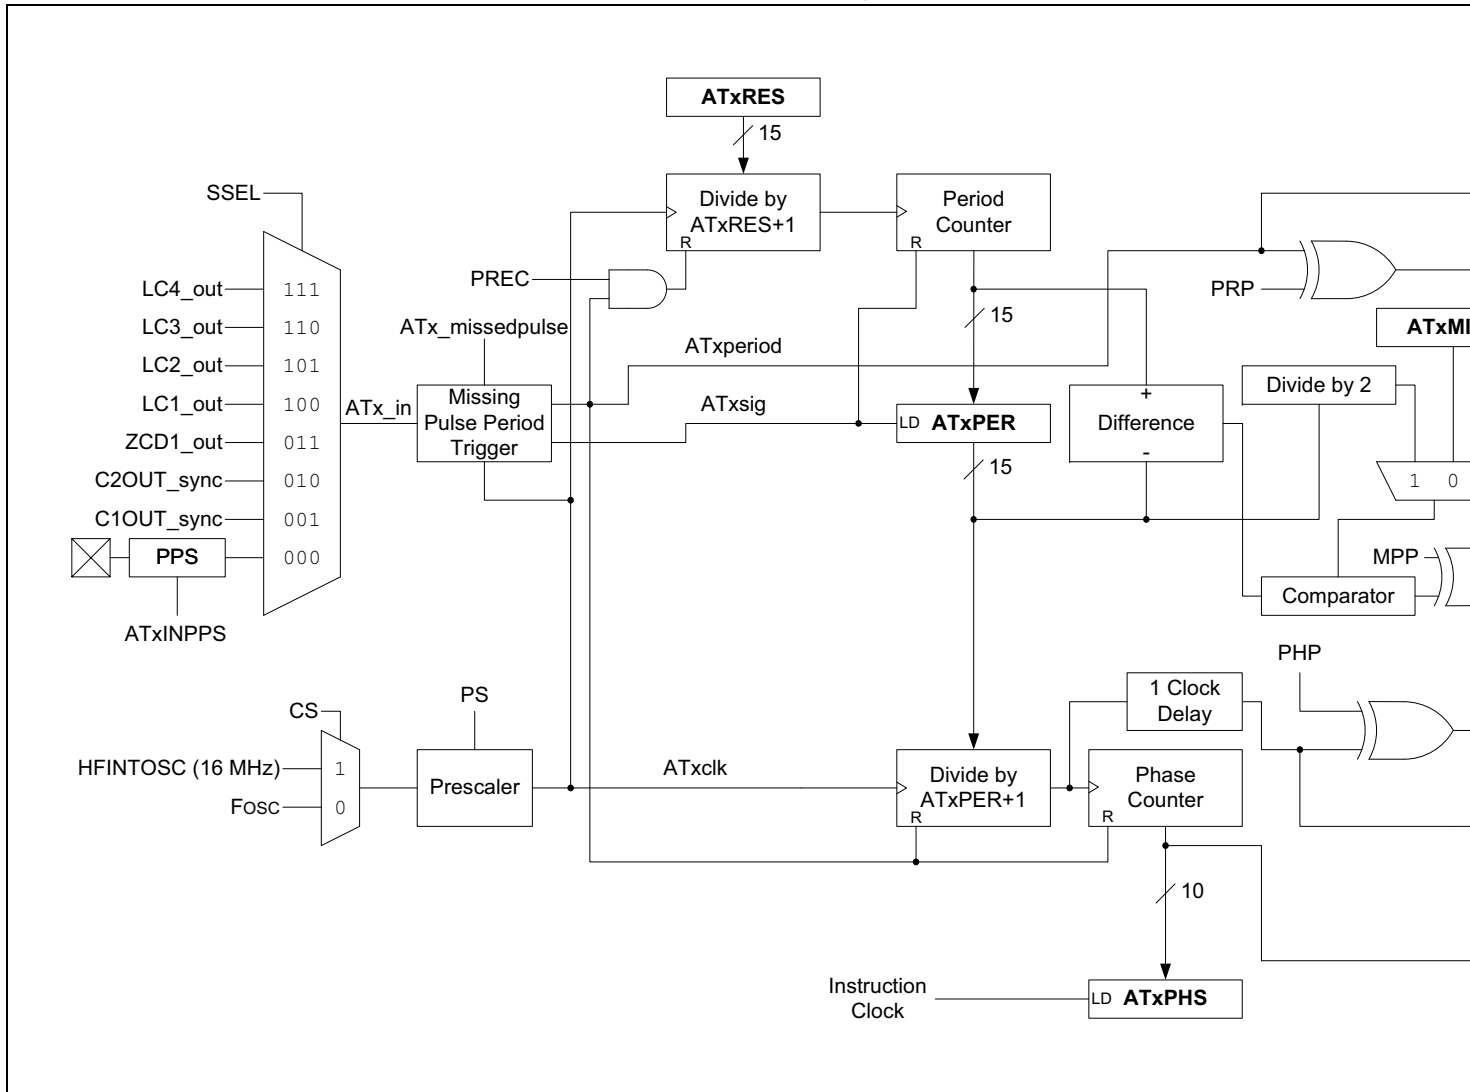 ATxRES
15
SSEL
Divide by
ATxRES+1
R
Period
Counter
R
PREC
LC4_out
111
PRP
LC3_out
110
ATx_missedpulse
15
ATxMI
ATxperiod
LC2_out
101
Divide by 2
LC1_out
100
ATx_in
Missing
Pulse Period
Trigger
ATxsig
LD ATxPER
+
Difference
-
ZCD1_out
011
15
1 0
C2OUT_sync
010
C1OUT_sync
001
PPS
000
MPP
Comparator
ATxINPPS
PHP
PS
1 Clock
Delay
CS
HFINTOSC (16 MHz)
1
Prescaler
ATxclk
Divide by
ATxPER+1
R
Phase
Counter
R
FOSC
0
10
Instruction
Clock
LD ATxPHS